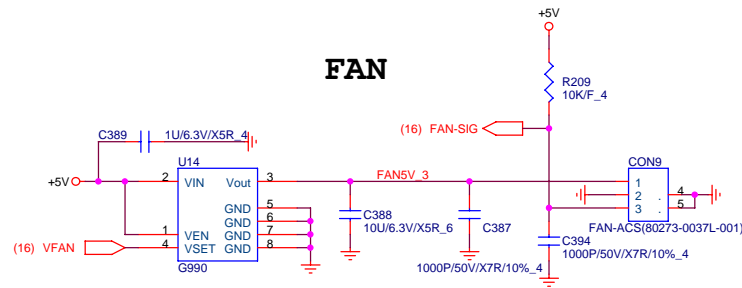 +5V
FAN
R209
10K/F_4
(16) FAN-SIG
C389
1U/6.3V/X5R_4
+5V
U14
2 VIN Vout 3
FAN5V_3
CON9
1
2
3
4
5
GND 5
GND 6
1 VEN GND 7
(16) VFAN
4 VSET GND 8
G990
C388
10U/6.3V/X5R_6
C387
1000P/50V/X7R/10%_4
FAN-ACS(80273-0037L-001)
C394
1000P/50V/X7R/10%_4